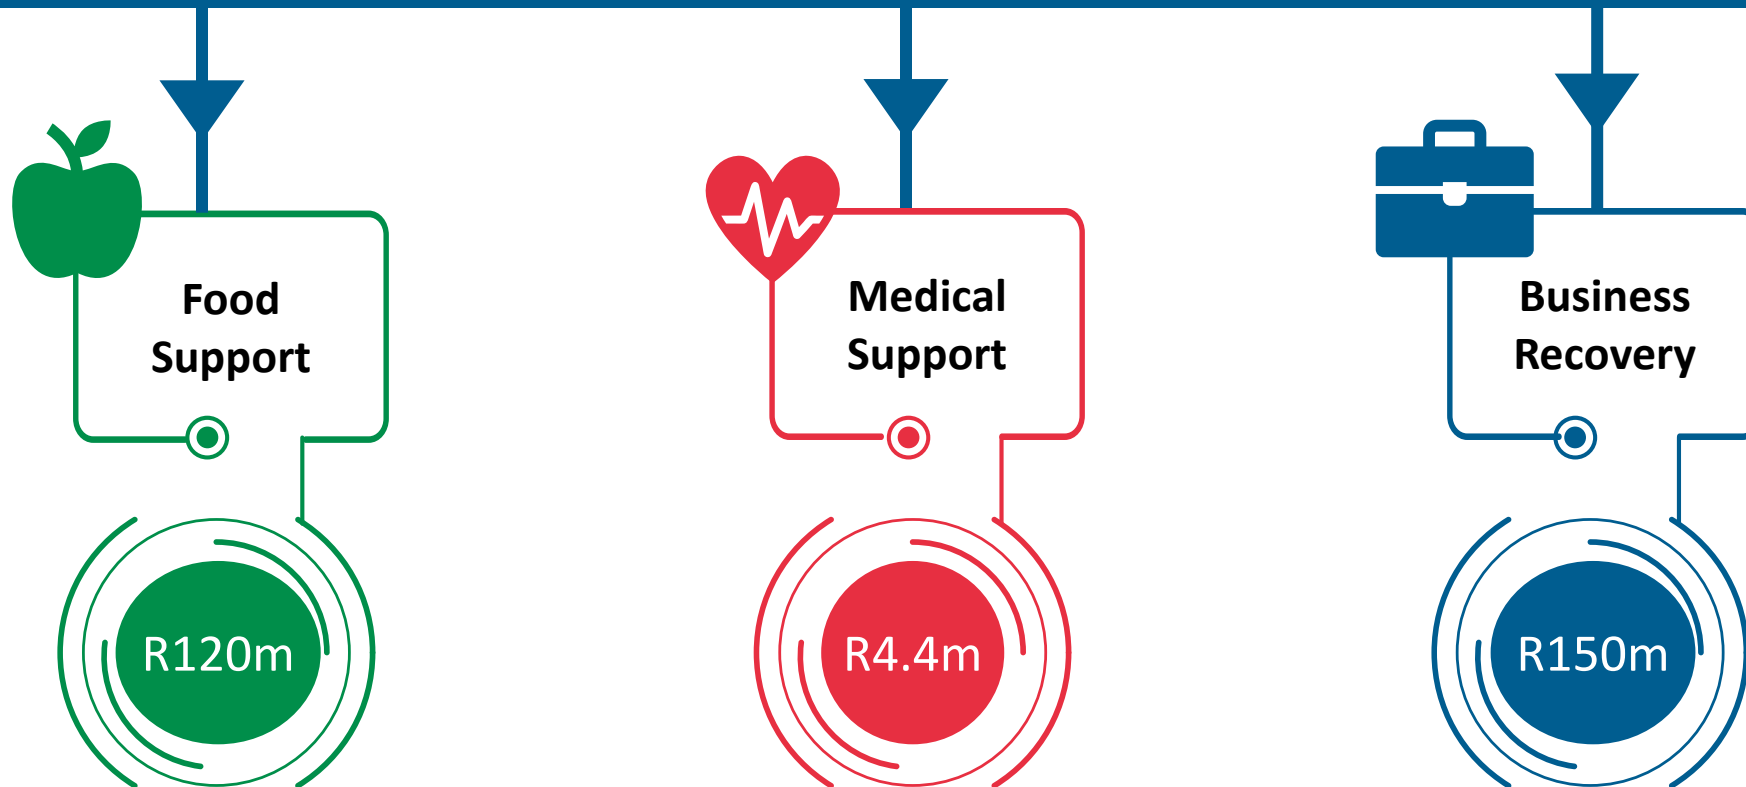 Food
Support
Medical
Support
Business
Recovery
R120m
R4.4m
R150m